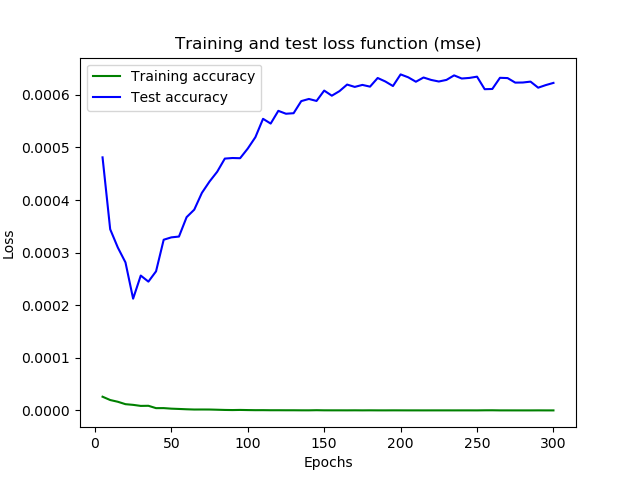 Training and test loss function (mse)
Training accuracy
Test accuracy
0.0006
0.0005
0.0004
0.0003
0.0002
0.0001
0.0000
Loss
0 50 100 150 200 250 300
Epochs